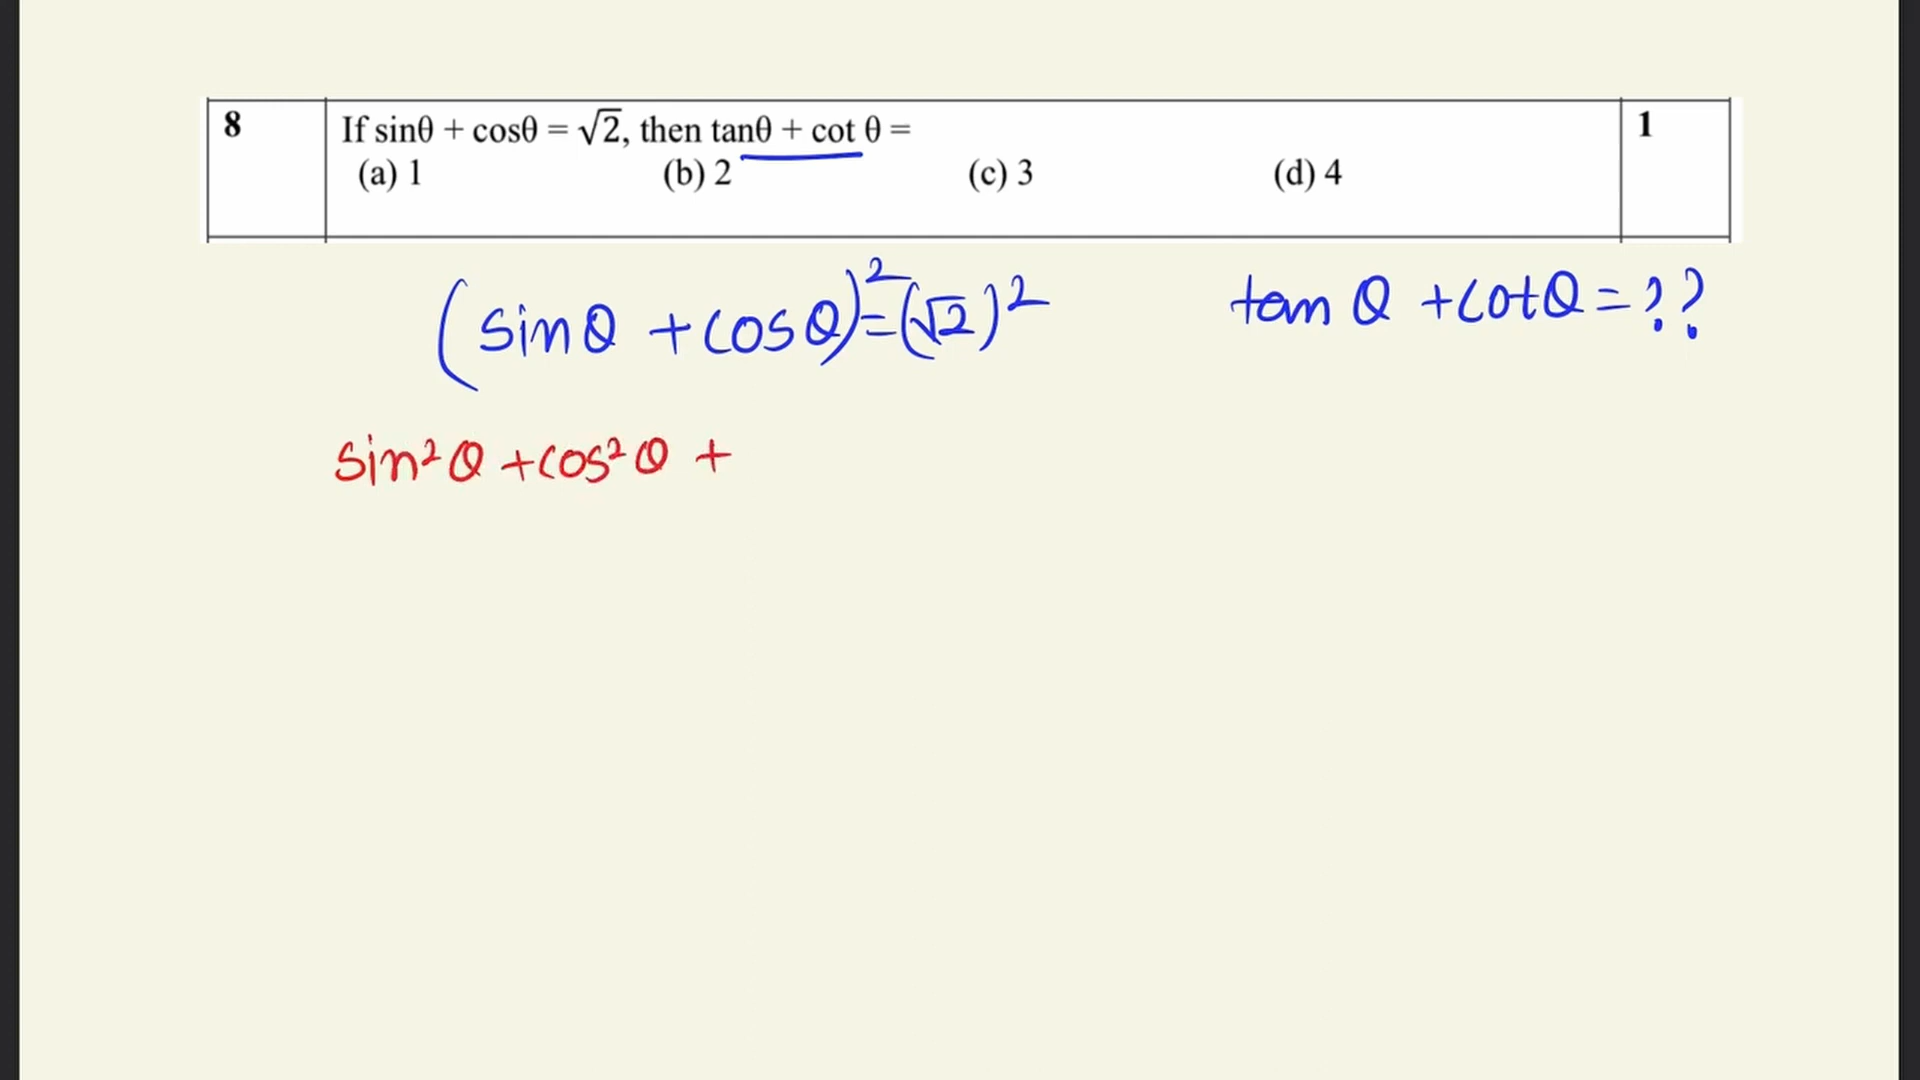 8 If sinθ + cosθ = √2, then tanθ + cot θ = 1
(a) 1 (b) 2 (c) 3 (d) 4
(sinθ + cosθ)² = (√2)² tanθ + cotθ = ??
sin²θ + cos²θ +